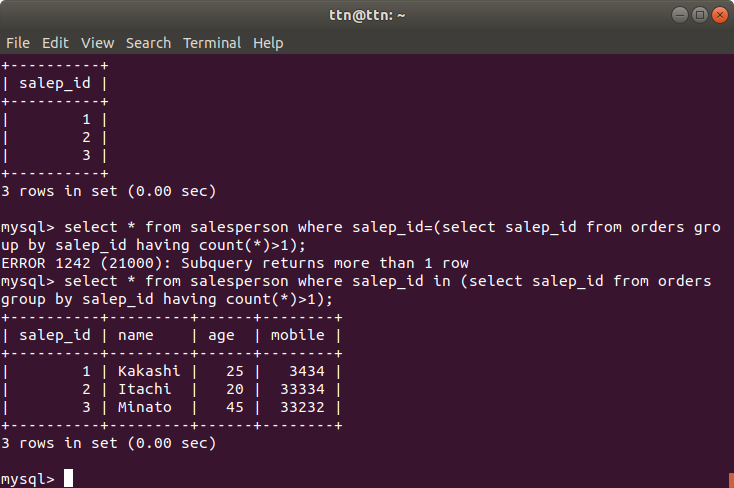 ttn@ttn: ~
File Edit View Search Terminal Help
+----------+
| salep_id |
+----------+
|        1 |
|        2 |
|        3 |
+----------+
3 rows in set (0.00 sec)

mysql> select * from salesperson where salep_id=(select salep_id from orders gro
up by salep_id having count(*)>1);
ERROR 1242 (21000): Subquery returns more than 1 row
mysql> select * from salesperson where salep_id in (select salep_id from orders
group by salep_id having count(*)>1);
+----------+---------+------+--------+
| salep_id | name    | age  | mobile |
+----------+---------+------+--------+
|        1 | Kakashi |   25 |   3434 |
|        2 | Itachi  |   20 |  33334 |
|        3 | Minato  |   45 |  33232 |
+----------+---------+------+--------+
3 rows in set (0.00 sec)

mysql>